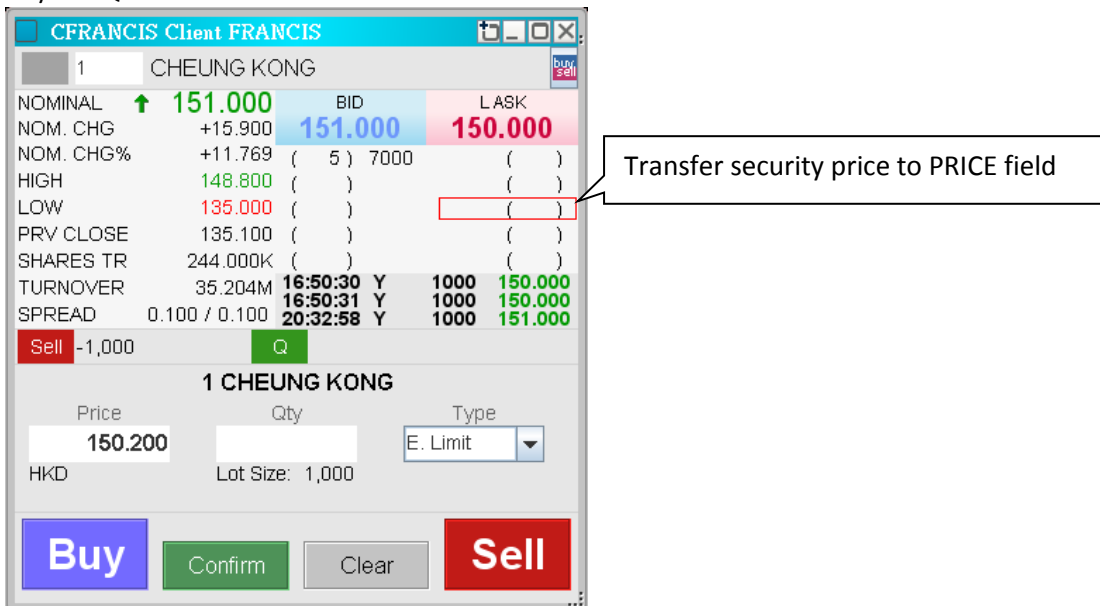 CFRANCIS Client FRANCIS
1 CHEUNG KONG buy sell
NOMINAL 151.000 BID L ASK
NOM. CHG +15.900 151.000 150.000
NOM. CHG% +11.769 ( 5 ) 7000 ( )
HIGH 148.800 ( ) ( )
LOW 135.000 ( ) ( )
PRV CLOSE 135.100 ( ) ( )
SHARES TR 244.000K ( ) ( )
TURNOVER 35.204M 16:50:30 Y 1000 150.000
16:50:31 Y 1000 150.000
SPREAD 0.100 / 0.100 20:32:58 Y 1000 151.000
Sell -1,000 Q
1 CHEUNG KONG
Price Qty Type
150.200 E. Limit
HKD Lot Size: 1,000
Buy Confirm Clear Sell
Transfer security price to PRICE field